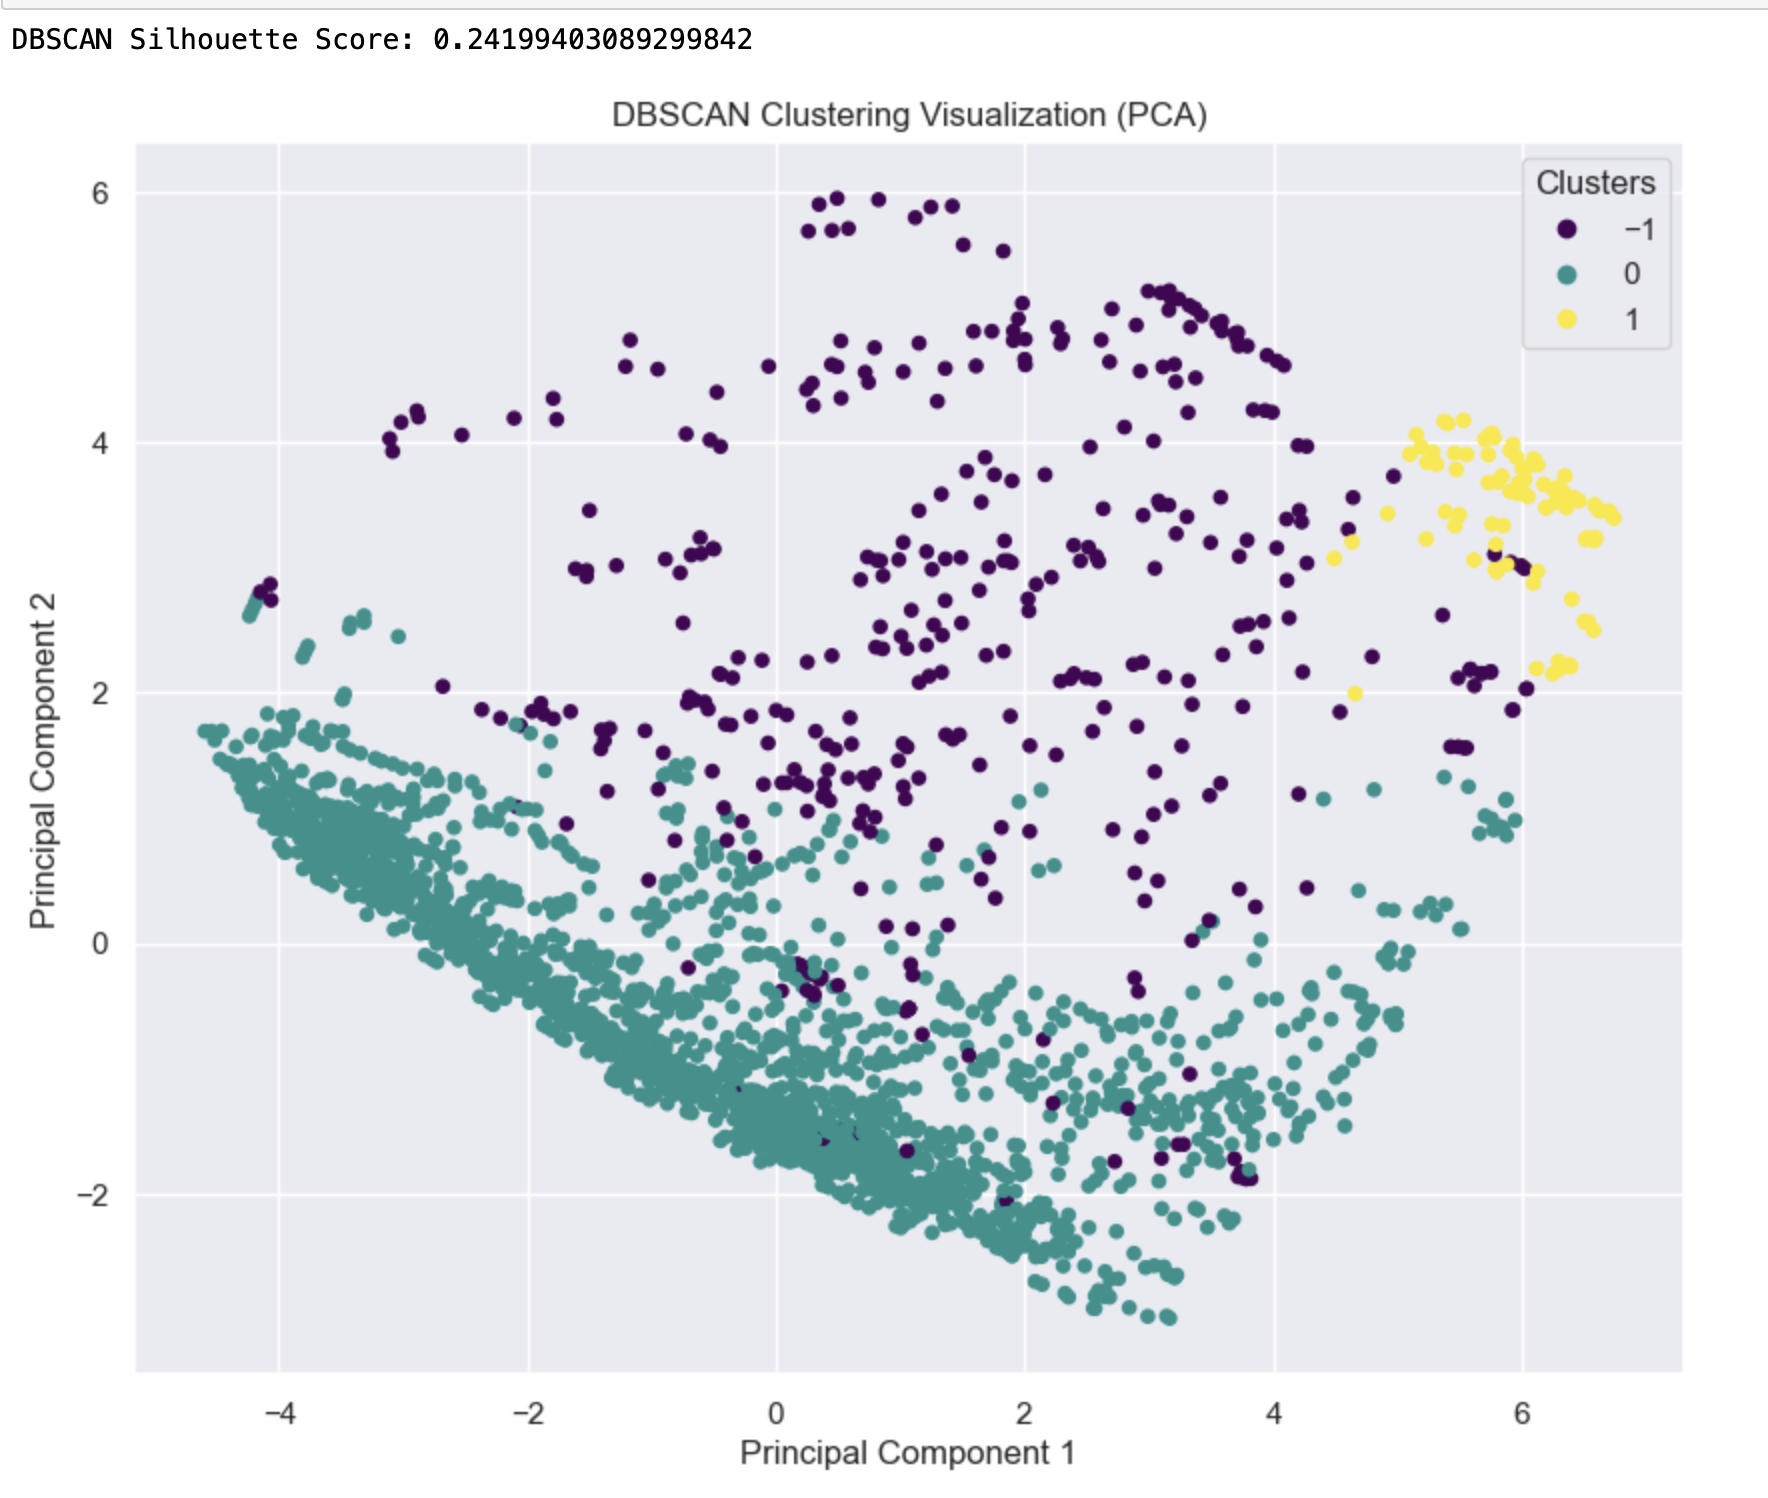 DBSCAN Silhouette Score: 0.24199403089299842
DBSCAN Clustering Visualization (PCA)
Clusters
−1
0
1
6
4
2
0
−2
Principal Component 2
−4
−2
0
2
4
6
Principal Component 1